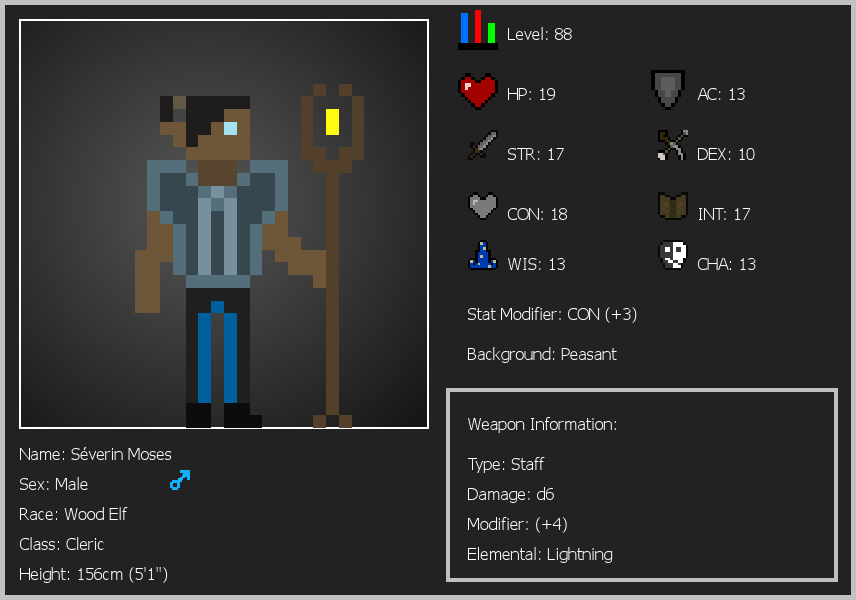 Level: 88
HP: 19
AC: 13
STR: 17
DEX: 10
CON: 18
INT: 17
WIS: 13
CHA: 13
Stat Modifier: CON (+3)
Background: Peasant
Weapon Information:
Type: Staff
Damage: d6
Modifier: (+4)
Elemental: Lightning
Name: Séverin Moses
Sex: Male
Race: Wood Elf
Class: Cleric
Height: 156cm (5'1")